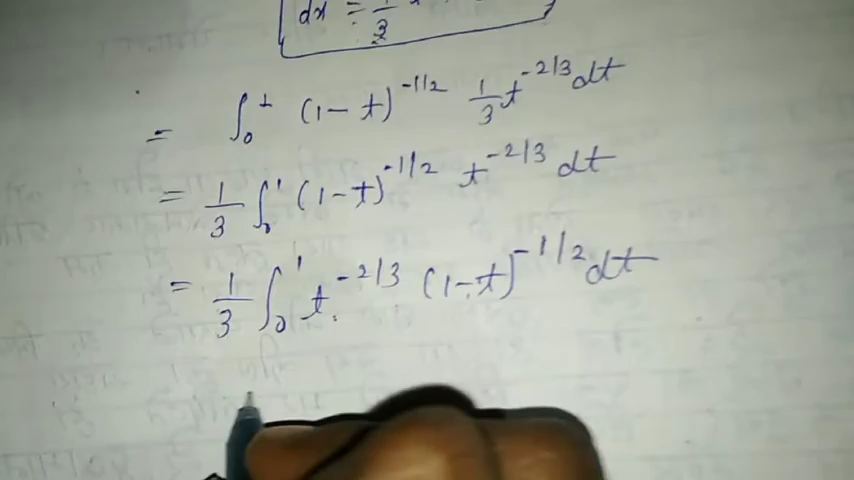 dx = 1/3
= ∫₀¹ (1-t)^{-1/2} 1/3 t^{-2/3} dt
= 1/3 ∫₀¹ (1-t)^{-1/2} t^{-2/3} dt
= 1/3 ∫₀¹ t^{-2/3} (1-t)^{-1/2} dt